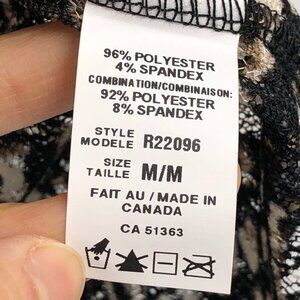 96% POLYESTER
4% SPANDEX
COMBINATION/COMBINAISON:
92% POLYESTER
8% SPANDEX
STYLE
MODELE R22096
SIZE
TAILLE M/M
FAIT AU / MADE IN
CANADA
CA 51363